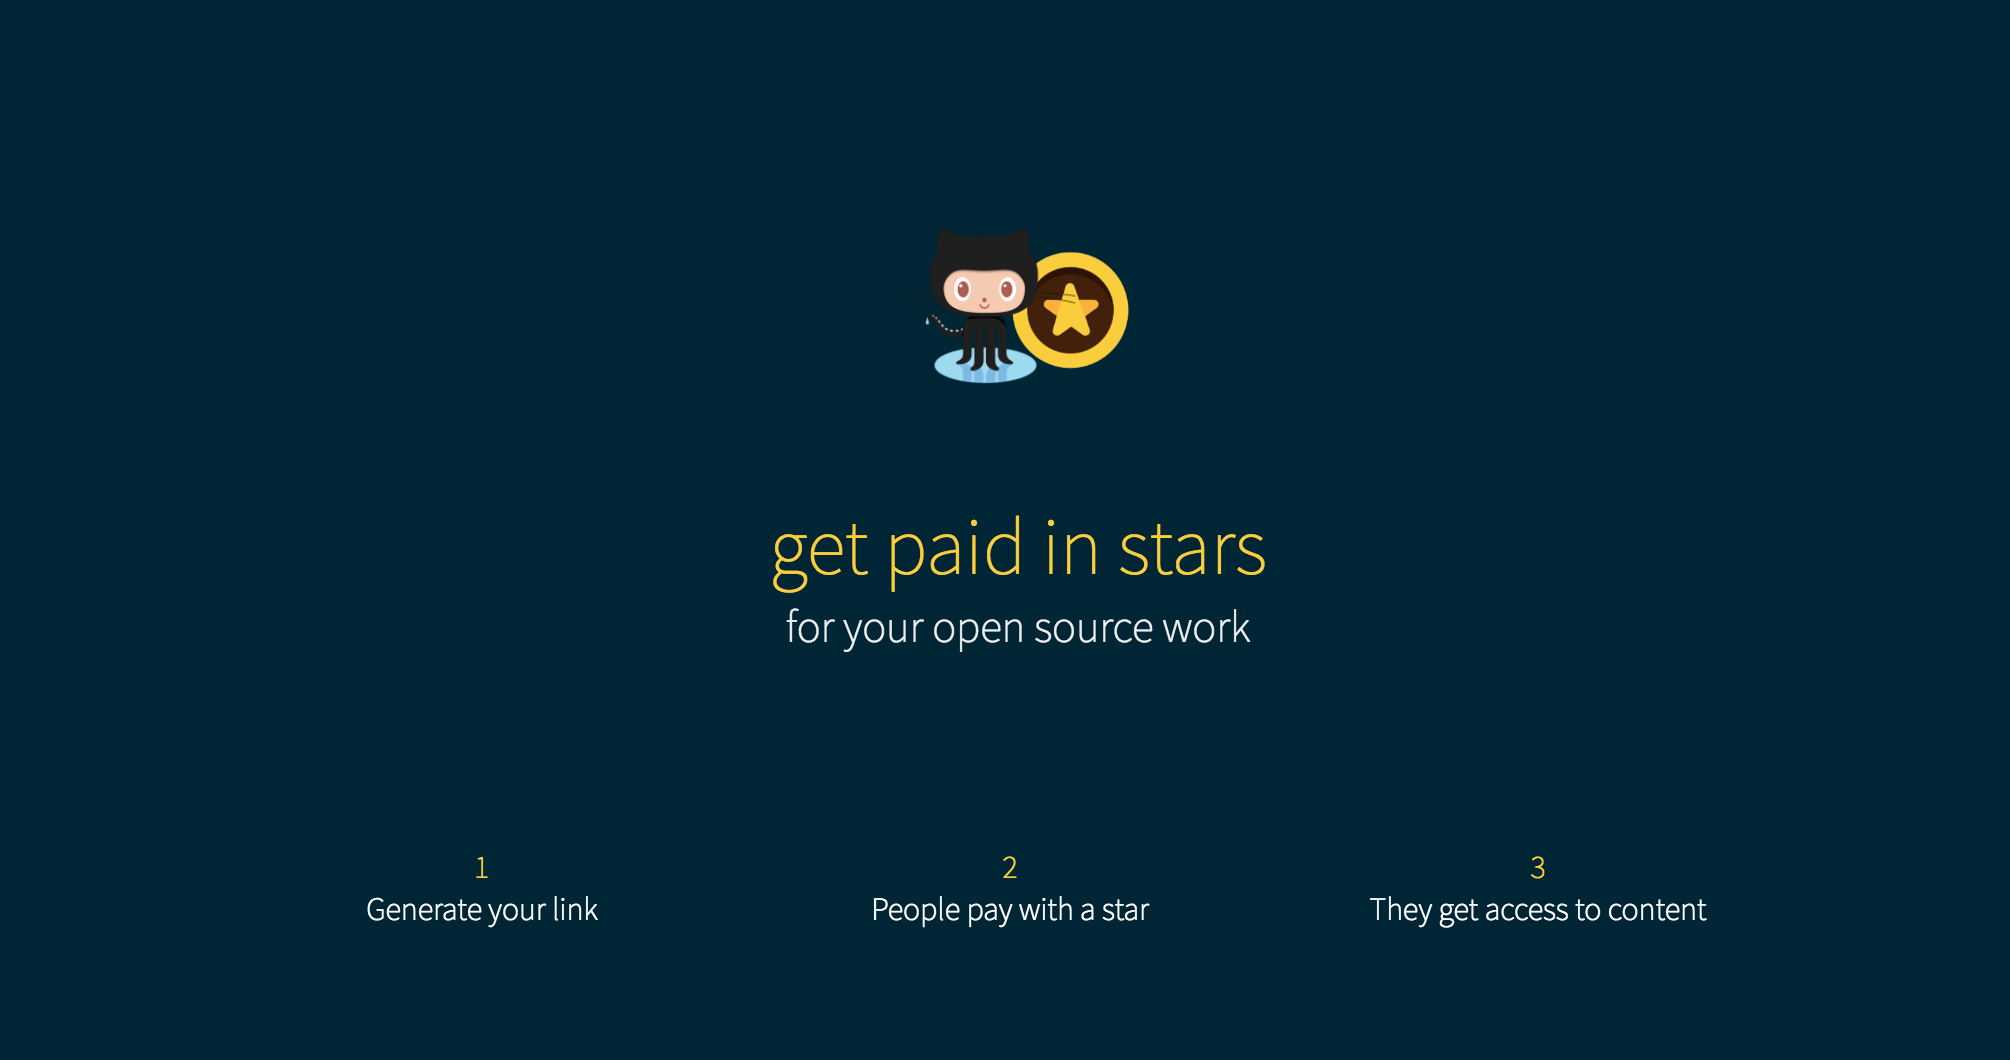 get paid in stars
for your open source work
1
Generate your link
2
People pay with a star
3
They get access to content